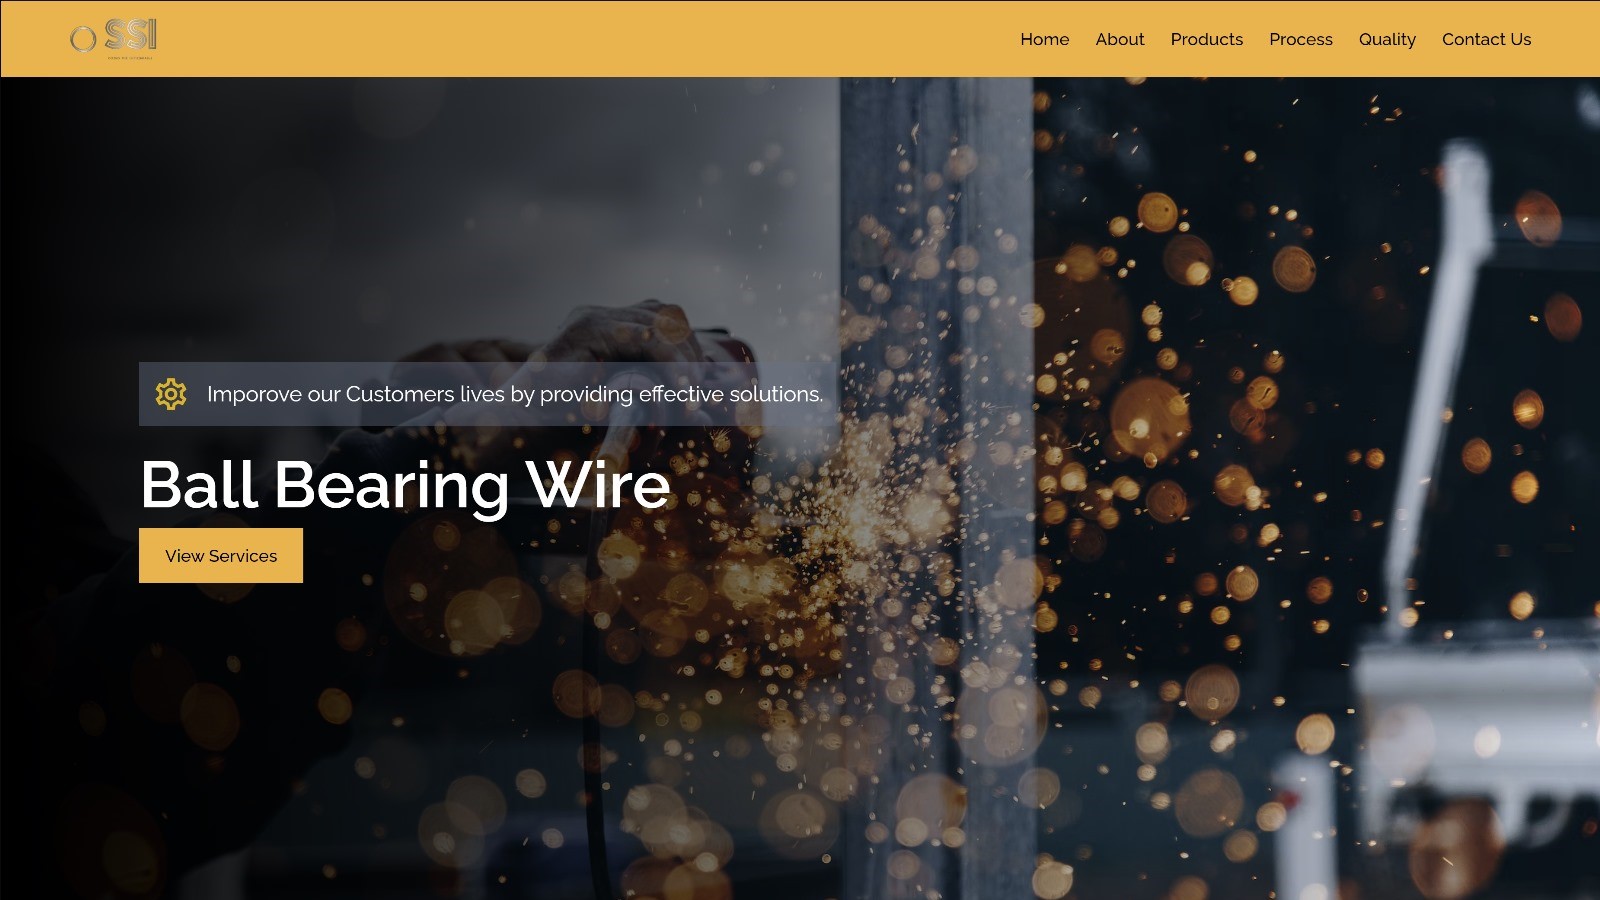 SSI
Home About Products Process Quality Contact Us
Imporove our Customers lives by providing effective solutions.
Ball Bearing Wire
View Services